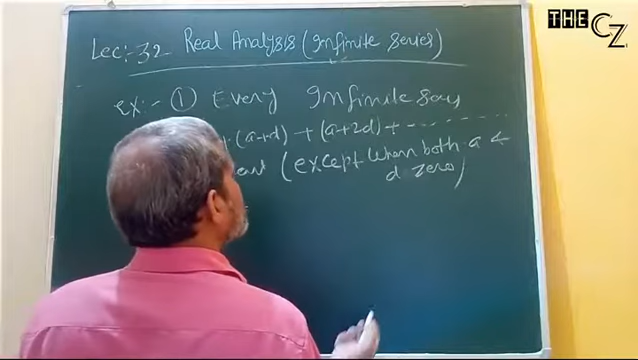 THE CZ
Lec:- 32 Real Analysis (Infinite Series)
ex:- ① Every Infinite say
(a+d) + (a+2d) + - - - - - -
(except when both a &
d zero)